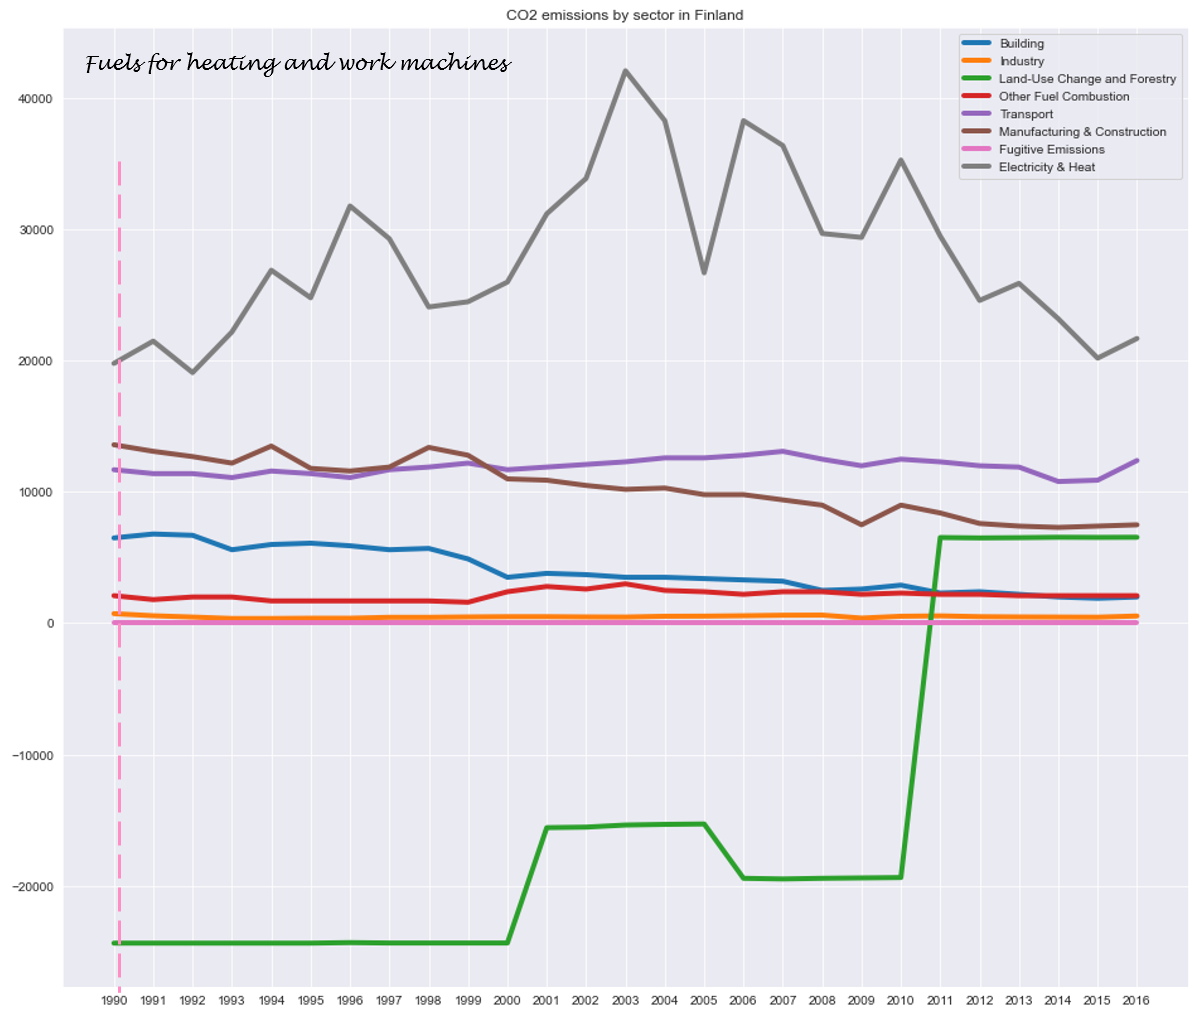 CO2 emissions by sector in Finland
Fuels for heating and work machines
Building
Industry
Land-Use Change and Forestry
Other Fuel Combustion
Transport
Manufacturing & Construction
Fugitive Emissions
Electricity & Heat
40000
30000
20000
10000
0
−10000
−20000
1990 1991 1992 1993 1994 1995 1996 1997 1998 1999 2000 2001 2002 2003 2004 2005 2006 2007 2008 2009 2010 2011 2012 2013 2014 2015 2016